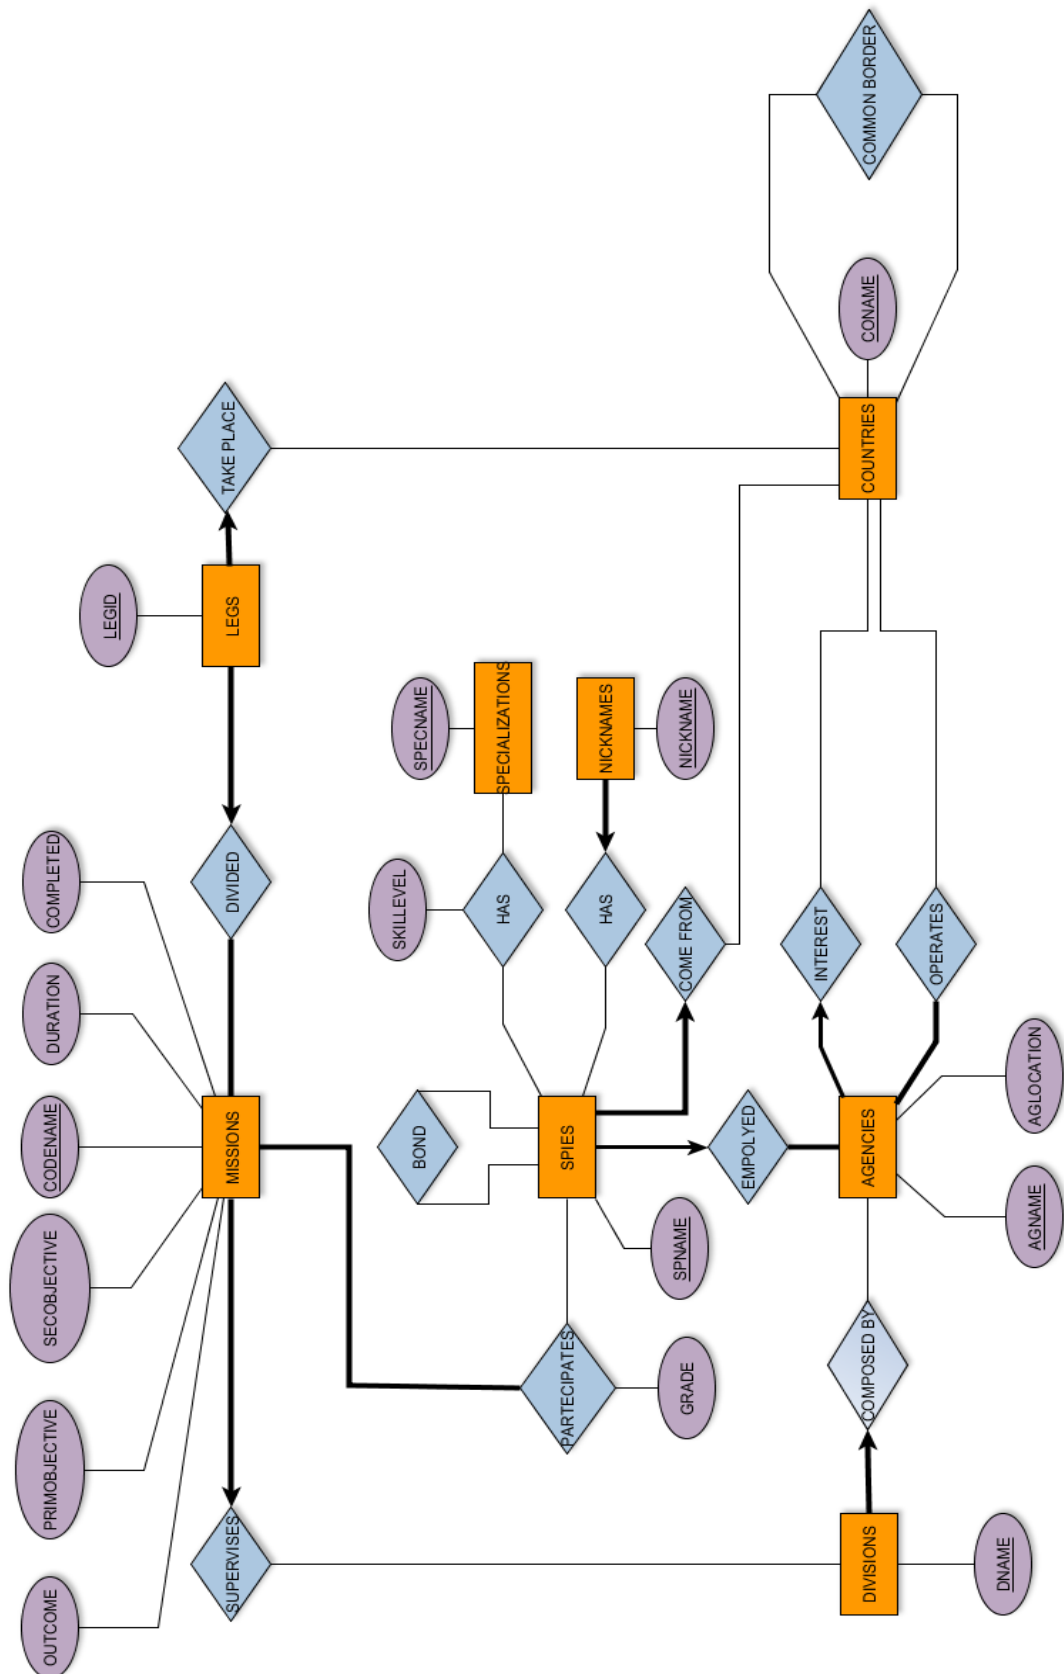 OUTCOME
PRIMOBJECTIVE
SECOBJECTIVE
CODENAME
DURATION
COMPLETED
LEGID
SUPERVISES
MISSIONS
DIVIDED
LEGS
TAKE PLACE
GRADE
PARTECIPATES
BOND
SKILLEVEL
SPECNAME
HAS
SPECIALIZATIONS
SPIES
HAS
NICKNAMES
NICKNAME
SPNAME
COME FROM
EMPOLYED
DIVISIONS
COMPOSED BY
AGENCIES
INTEREST
OPERATES
COUNTRIES
CONAME
COMMON BORDER
DNAME
AGNAME
AGLOCATION